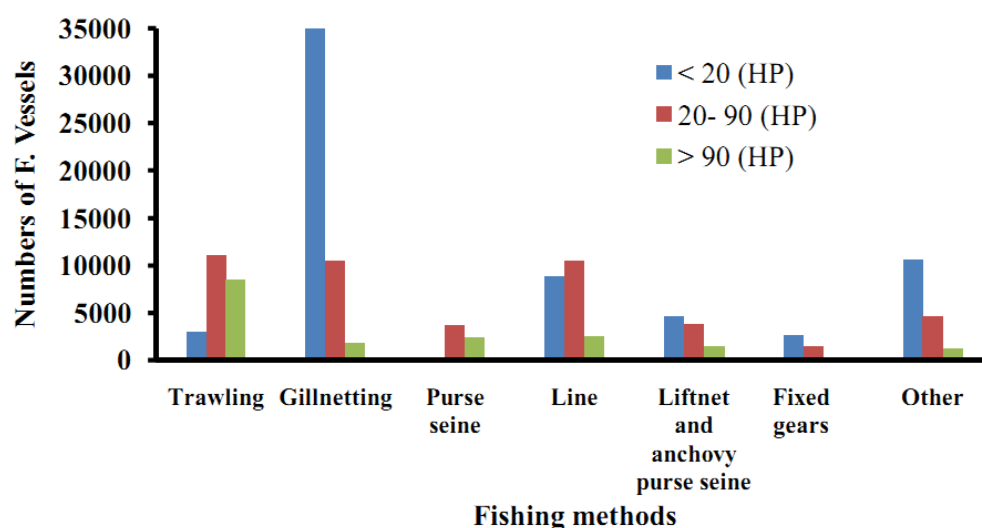 Numbers of F. Vessels
35000
30000
25000
20000
15000
10000
5000
0
< 20 (HP)
20- 90 (HP)
> 90 (HP)
Trawling
Gillnetting
Purse
seine
Line
Liftnet
and
anchovy
purse seine
Fixed
gears
Other
Fishing methods